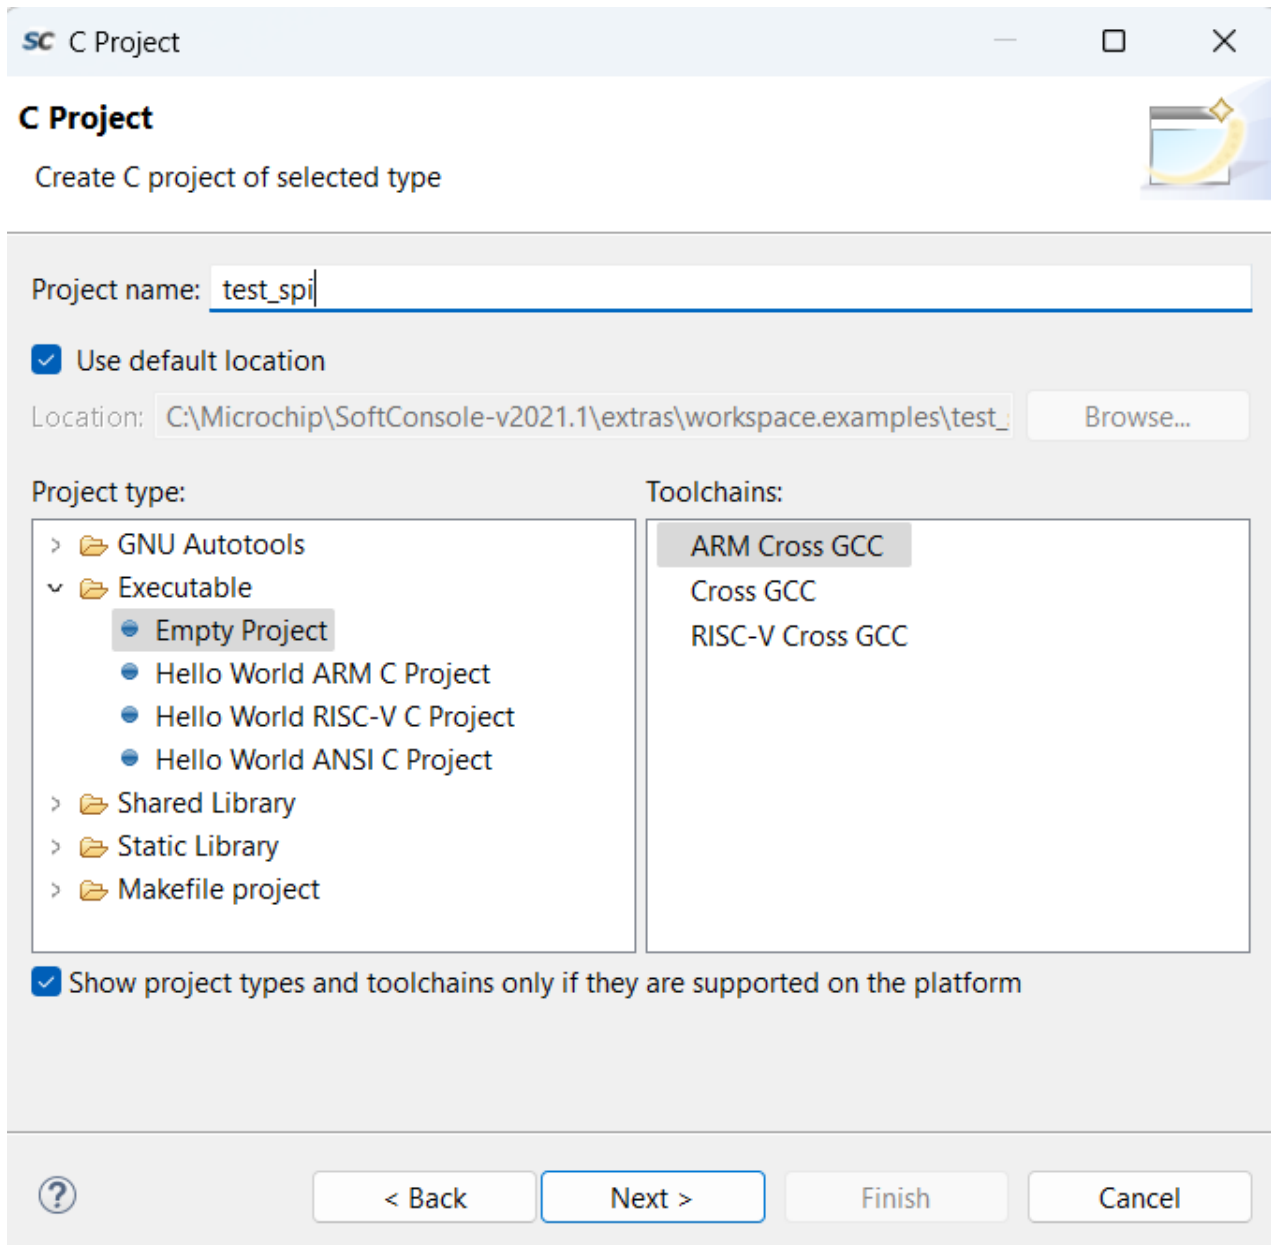 SC C Project
C Project
Create C project of selected type
Project name: test_spi
Use default location
Location: C:\Microchip\SoftConsole-v2021.1\extras\workspace.examples\test_ Browse...
Project type: Toolchains:
GNU Autotools ARM Cross GCC
Executable Cross GCC
Empty Project RISC-V Cross GCC
Hello World ARM C Project
Hello World RISC-V C Project
Hello World ANSI C Project
Shared Library
Static Library
Makefile project
Show project types and toolchains only if they are supported on the platform
? < Back Next > Finish Cancel